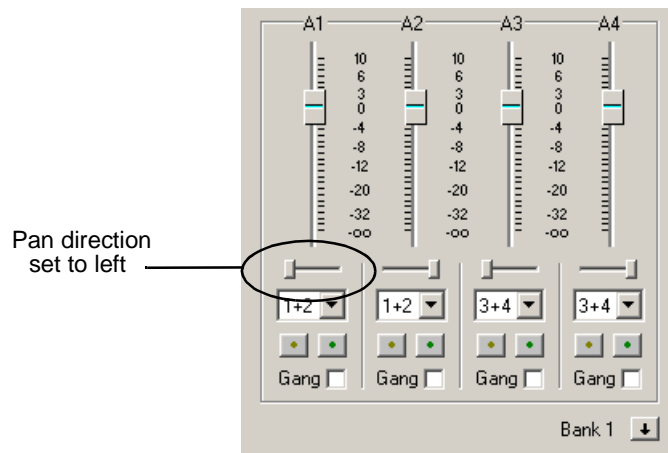 A1 A2 A3 A4
10 10
6 6
3 3 3
0 0 0
-4 -4 -4
-8 -8 -8
-12 -12 -12
-20 -20 -20
-32 -32 -32
-oo -oo -oo
Pan direction
set to left
1+2 1+2 3+4 3+4
Gang Gang Gang Gang
Bank 1